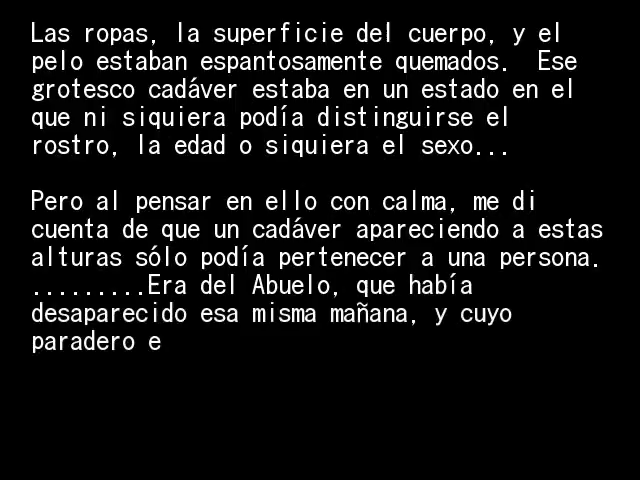 Las ropas, la superficie del cuerpo, y el
pelo estaban espantosamente quemados.  Ese
grotesco cadáver estaba en un estado en el
que ni siquiera podía distinguirse el
rostro, la edad o siquiera el sexo...
Pero al pensar en ello con calma, me di
cuenta de que un cadáver apareciendo a estas
alturas sólo podía pertenecer a una persona.
.........Era del Abuelo, que había
desaparecido esa misma mañana, y cuyo
paradero e